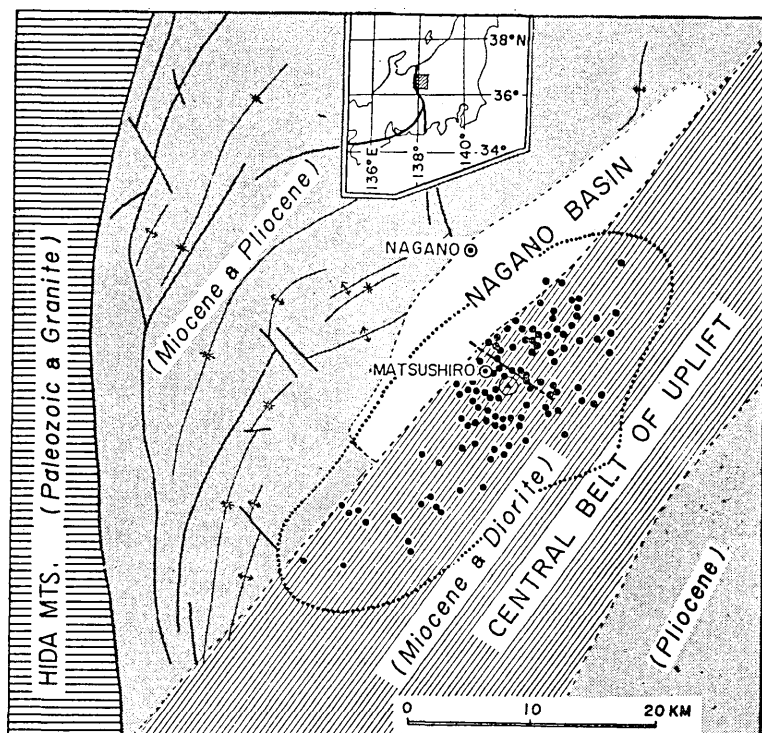 38°N
36°
34°
136°E
138°
140°
HIDA MTS. (Paleozoic & Granite)
(Miocene & Pliocene)
NAGANO
NAGANO BASIN
MATSUSHIRO
(Miocene & Diorite)
CENTRAL BELT OF UPLIFT
(Pliocene)
0 10 20 KM